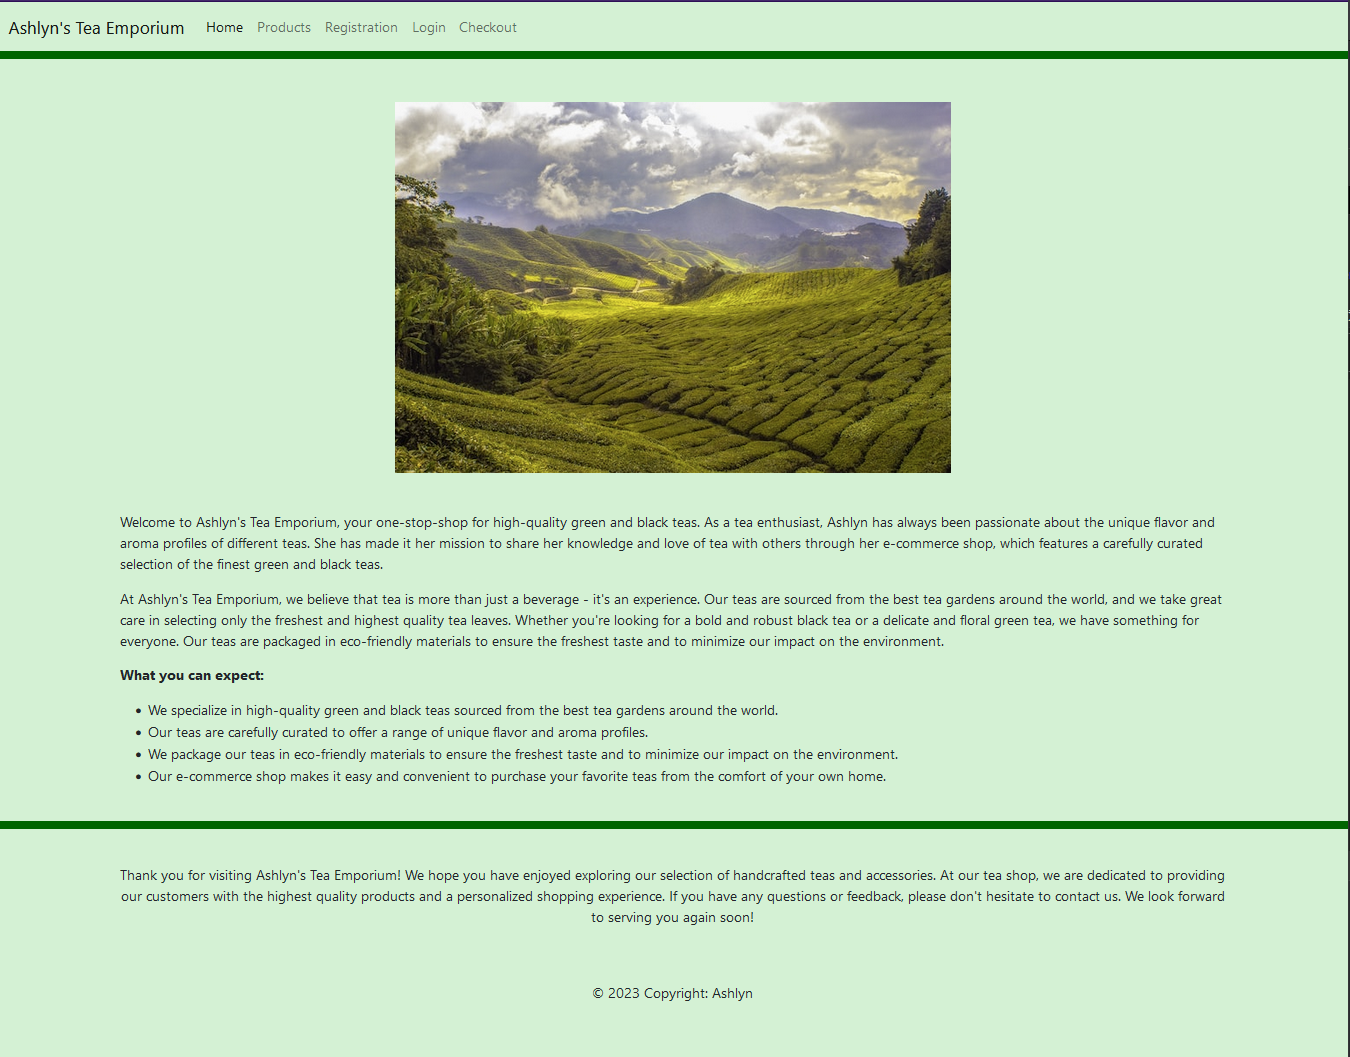 Ashlyn's Tea Emporium Home Products Registration Login Checkout
Welcome to Ashlyn's Tea Emporium, your one-stop-shop for high-quality green and black teas. As a tea enthusiast, Ashlyn has always been passionate about the unique flavor and
aroma profiles of different teas. She has made it her mission to share her knowledge and love of tea with others through her e-commerce shop, which features a carefully curated
selection of the finest green and black teas.
At Ashlyn's Tea Emporium, we believe that tea is more than just a beverage - it's an experience. Our teas are sourced from the best tea gardens around the world, and we take great
care in selecting only the freshest and highest quality tea leaves. Whether you're looking for a bold and robust black tea or a delicate and floral green tea, we have something for
everyone. Our teas are packaged in eco-friendly materials to ensure the freshest taste and to minimize our impact on the environment.
What you can expect:
• We specialize in high-quality green and black teas sourced from the best tea gardens around the world.
• Our teas are carefully curated to offer a range of unique flavor and aroma profiles.
• We package our teas in eco-friendly materials to ensure the freshest taste and to minimize our impact on the environment.
• Our e-commerce shop makes it easy and convenient to purchase your favorite teas from the comfort of your own home.
Thank you for visiting Ashlyn's Tea Emporium! We hope you have enjoyed exploring our selection of handcrafted teas and accessories. At our tea shop, we are dedicated to providing
our customers with the highest quality products and a personalized shopping experience. If you have any questions or feedback, please don't hesitate to contact us. We look forward
to serving you again soon!
© 2023 Copyright: Ashlyn